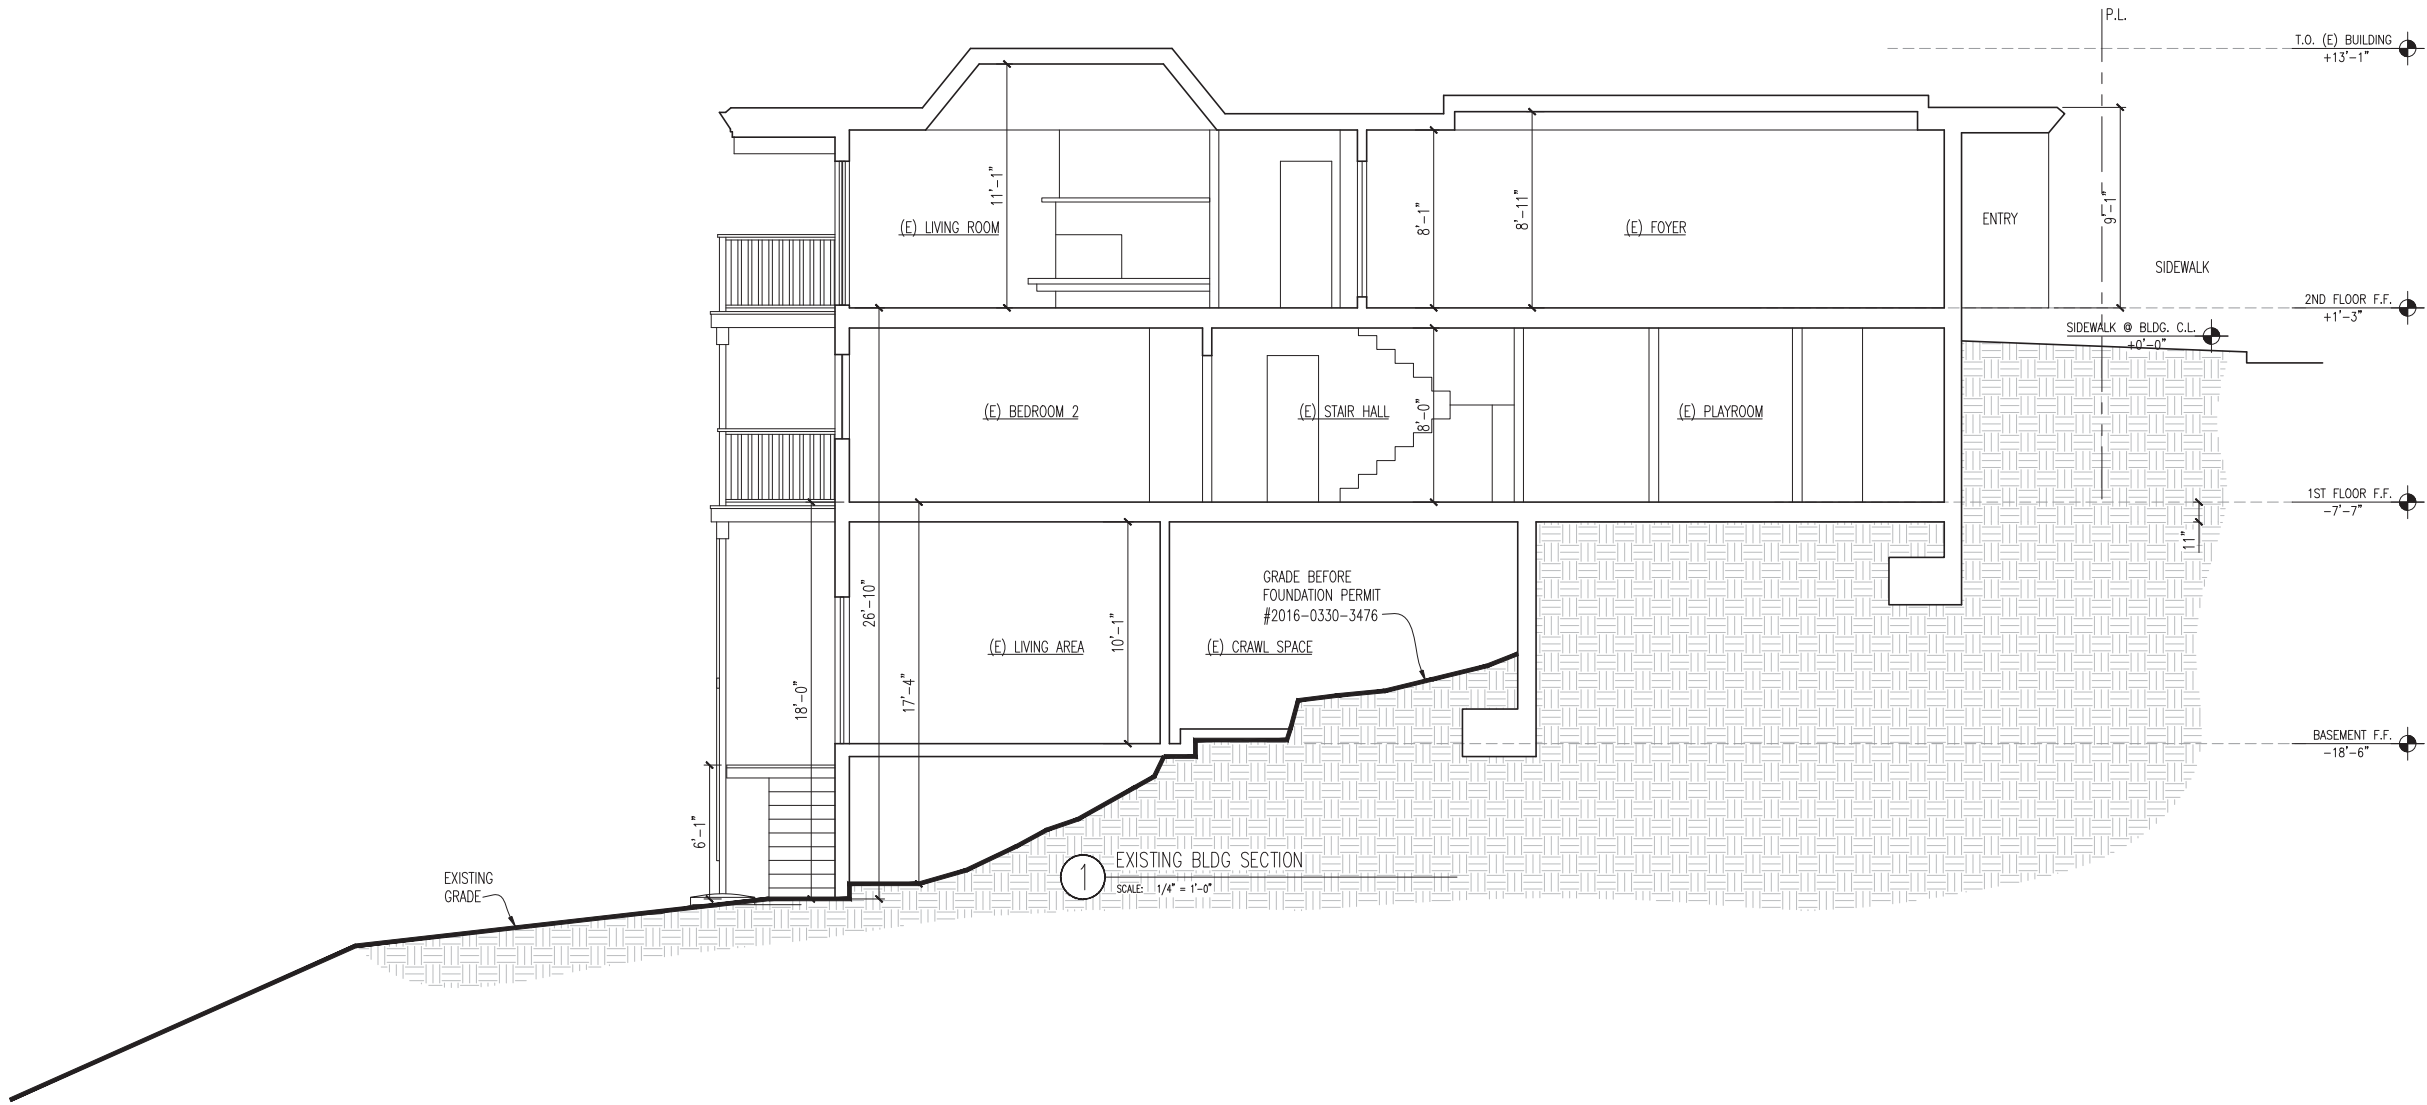 P.L.
T.O. (E) BUILDING
+13'-1"
11'-1"
(E) LIVING ROOM
8'-1"
8'-11"
(E) FOYER
ENTRY
9'-1"
SIDEWALK
2ND FLOOR F.F.
+1'-3"
SIDEWALK @ BLDG. C.L.
+0'-0"
(E) BEDROOM 2
(E) STAIR HALL
8'-0"
(E) PLAYROOM
1ST FLOOR F.F.
-7'-7"
11"
GRADE BEFORE
FOUNDATION PERMIT
#2016-0330-3476
26'-10"
10'-1"
(E) LIVING AREA
(E) CRAWL SPACE
18'-0"
17'-4"
BASEMENT F.F.
-18'-6"
6'-1"
EXISTING
GRADE
1
EXISTING BLDG SECTION
SCALE: 1/4" = 1'-0"